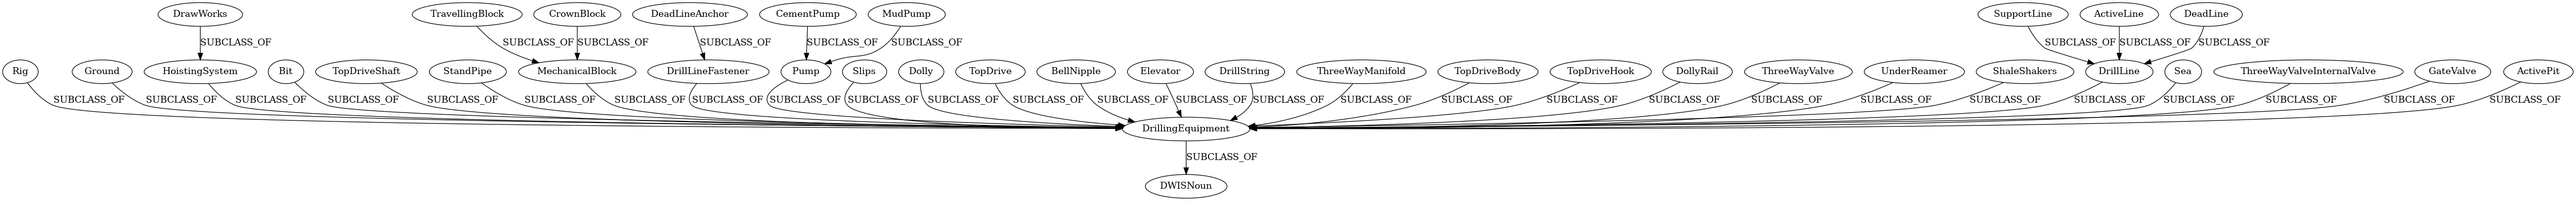 DrawWorks TravellingBlock CrownBlock DeadLineAnchor CementPump MudPump SupportLine ActiveLine DeadLine
SUBCLASS_OF SUBCLASS_OF SUBCLASS_OF SUBCLASS_OF SUBCLASS_OF SUBCLASS_OF SUBCLASS_OF SUBCLASS_OF SUBCLASS_OF
Rig Ground HoistingSystem Bit TopDriveShaft StandPipe MechanicalBlock DrillLineFastener Pump Slips Dolly TopDrive BellNipple Elevator DrillString ThreeWayManifold TopDriveBody TopDriveHook DollyRail ThreeWayValve UnderReamer ShaleShakers DrillLine Sea ThreeWayValveInternalValve GateValve ActivePit
SUBCLASS_OF SUBCLASS_OF SUBCLASS_OF SUBCLASS_OF SUBCLASS_OF SUBCLASS_OF SUBCLASS_OF SUBCLASS_OF SUBCLASS_OF SUBCLASS_OF SUBCLASS_OF SUBCLASS_OF SUBCLASS_OF SUBCLASS_OF SUBCLASS_OF SUBCLASS_OF SUBCLASS_OF SUBCLASS_OF SUBCLASS_OF SUBCLASS_OF SUBCLASS_OF SUBCLASS_OF SUBCLASS_OF SUBCLASS_OF SUBCLASS_OF SUBCLASS_OF SUBCLASS_OF
DrillingEquipment
SUBCLASS_OF
DWISNoun